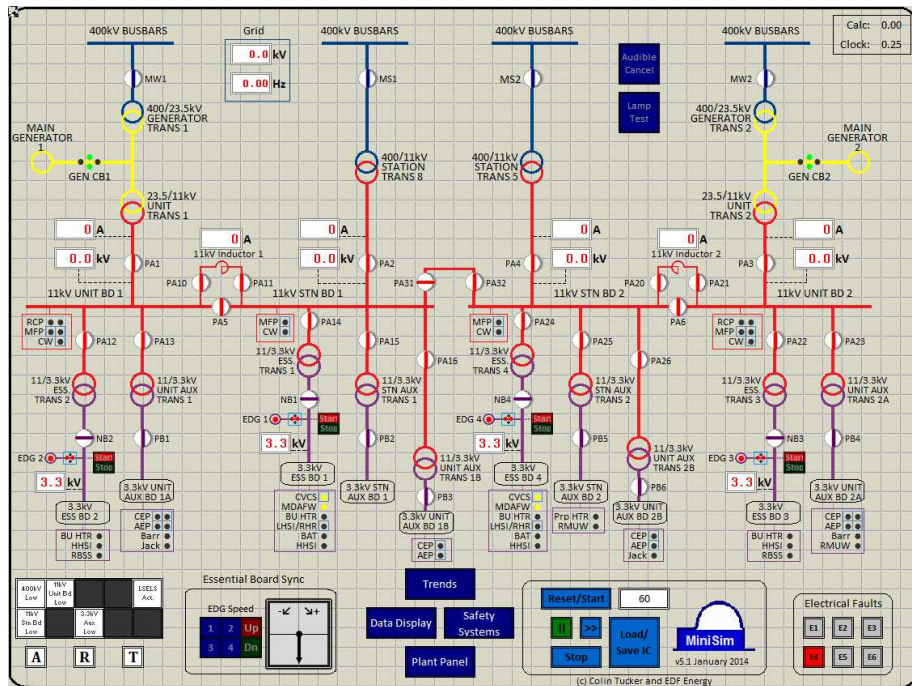 400kV BUSBARS
Grid
400kV BUSBARS
400kV BUSBARS
400kV BUSBARS
Calc: 0.00
Clock: 0.25
0.0 kV
0.00 Hz
Audible
Cancel
Lamp
Test
MW1
MS1
MS2
MW2
400/23.5kV
GENERATOR
TRANS 1
400/23.5kV
GENERATOR
TRANS 2
MAIN
GENERATOR
1
GEN CB1
400/11kV
STATION
TRANS 8
400/11kV
STATION
TRANS 5
GEN CB2
MAIN
GENERATOR
2
23.5/11kV
UNIT
TRANS 1
23.5/11kV
UNIT
TRANS 2
0 A
0.0 kV
PA1
0 A
11kV Inductor 1
PA10
PA11
PA5
0 A
0.0 kV
PA2
PA31
PA32
PA4
0 A
0.0 kV
0 A
11kV Inductor 2
PA20
PA21
PA6
0 A
0.0 kV
PA3
11kV UNIT BD 1
11kV STN BD 1
11kV STN BD 2
11kV UNIT BD 2
RCP
MFP
CW
PA12
PA13
MFP
CW
PA14
PA15
PA16
MFP
CW
PA24
PA25
PA26
RCP
MFP
CW
PA22
PA23
11/3.3kV
ESS.
TRANS 2
11/3.3kV
UNIT AUX
TRANS 1
11/3.3kV
ESS.
TRANS 1
11/3.3kV
STN AUX
TRANS 1
11/3.3kV
ESS.
TRANS 4
11/3.3kV
STN AUX
TRANS 2
11/3.3kV
ESS.
TRANS 3
11/3.3kV
UNIT AUX
TRANS 2A
NB1
EDG 1
Start
Stop
NB4
EDG 4
Start
Stop
NB2
EDG 2
Start
Stop
PB1
3.3 kV
PB2
11/3.3kV
UNIT AUX
TRANS 1B
3.3 kV
PB5
11/3.3kV
UNIT AUX
TRANS 2B
NB3
EDG 3
Start
Stop
PB4
3.3 kV
3.3 kV
PB3
PB6
3.3kV
ESS BD 2
3.3kV UNIT
AUX BD 1A
3.3kV
ESS BD 1
3.3kV STN
AUX BD 1
3.3kV UNIT
AUX BD 1B
3.3kV
ESS BD 4
3.3kV STN
AUX BD 2
3.3kV UNIT
AUX BD 2B
3.3kV
ESS BD 3
3.3kV UNIT
AUX BD 2A
BU HTR
HHSI
RBSS
CEP
AEP
Barr
Jack
CVCS
MDAFW
BU HTR
LHSI/RHR
BAT
HHSI
CEP
AEP
CVCS
MDAFW
BU HTR
LHSI/RHR
BAT
HHSI
Prp HTR
RMUW
CEP
AEP
Jack
BU HTR
HHSI
RBSS
CEP
AEP
Barr
RMUW
400kV
Low
11kV
Unit Bd
Low
LSELS
Act.
11kV
Stn Bd
Low
3.3kV
Aux
Low
A R T
Essential Board Sync
EDG Speed
1 2 Up
3 4 Dn
-↙ ↘+
Trends
Data Display
Safety
Systems
Plant Panel
Reset/Start
60
II >>
Stop
Load/
Save IC
MiniSim
v5.1 January 2014
Electrical Faults
E1 E2 E3
E4 E5 E6
(c) Colin Tucker and EDF Energy